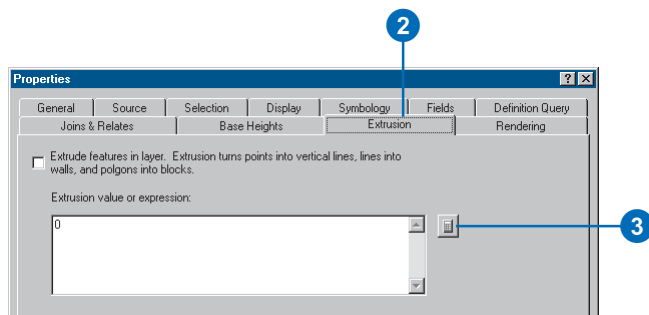 2
Properties
General Source Selection Display Symbology Fields Definition Query
Joins & Relates Base Heights Extrusion Rendering
Extrude features in layer. Extrusion turns points into vertical lines, lines into
walls, and polgons into blocks.
Extrusion value or expression:
0
3